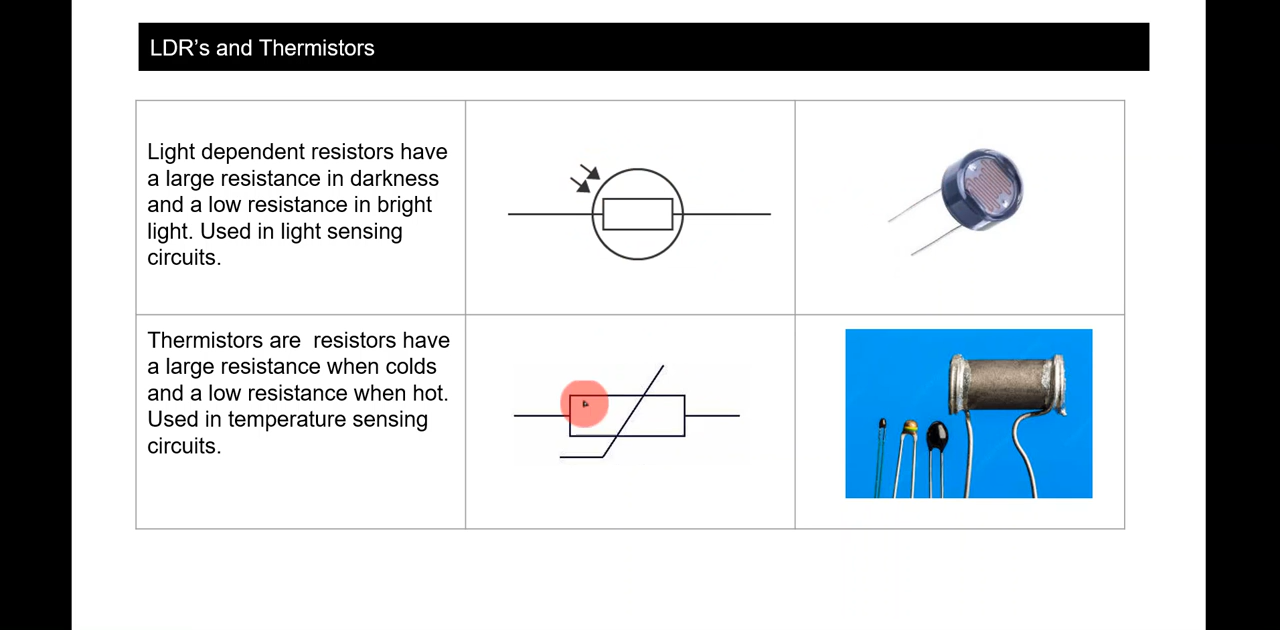 LDR’s and Thermistors
Light dependent resistors have
a large resistance in darkness
and a low resistance in bright
light. Used in light sensing
circuits.
Thermistors are  resistors have
a large resistance when colds
and a low resistance when hot.
Used in temperature sensing
circuits.